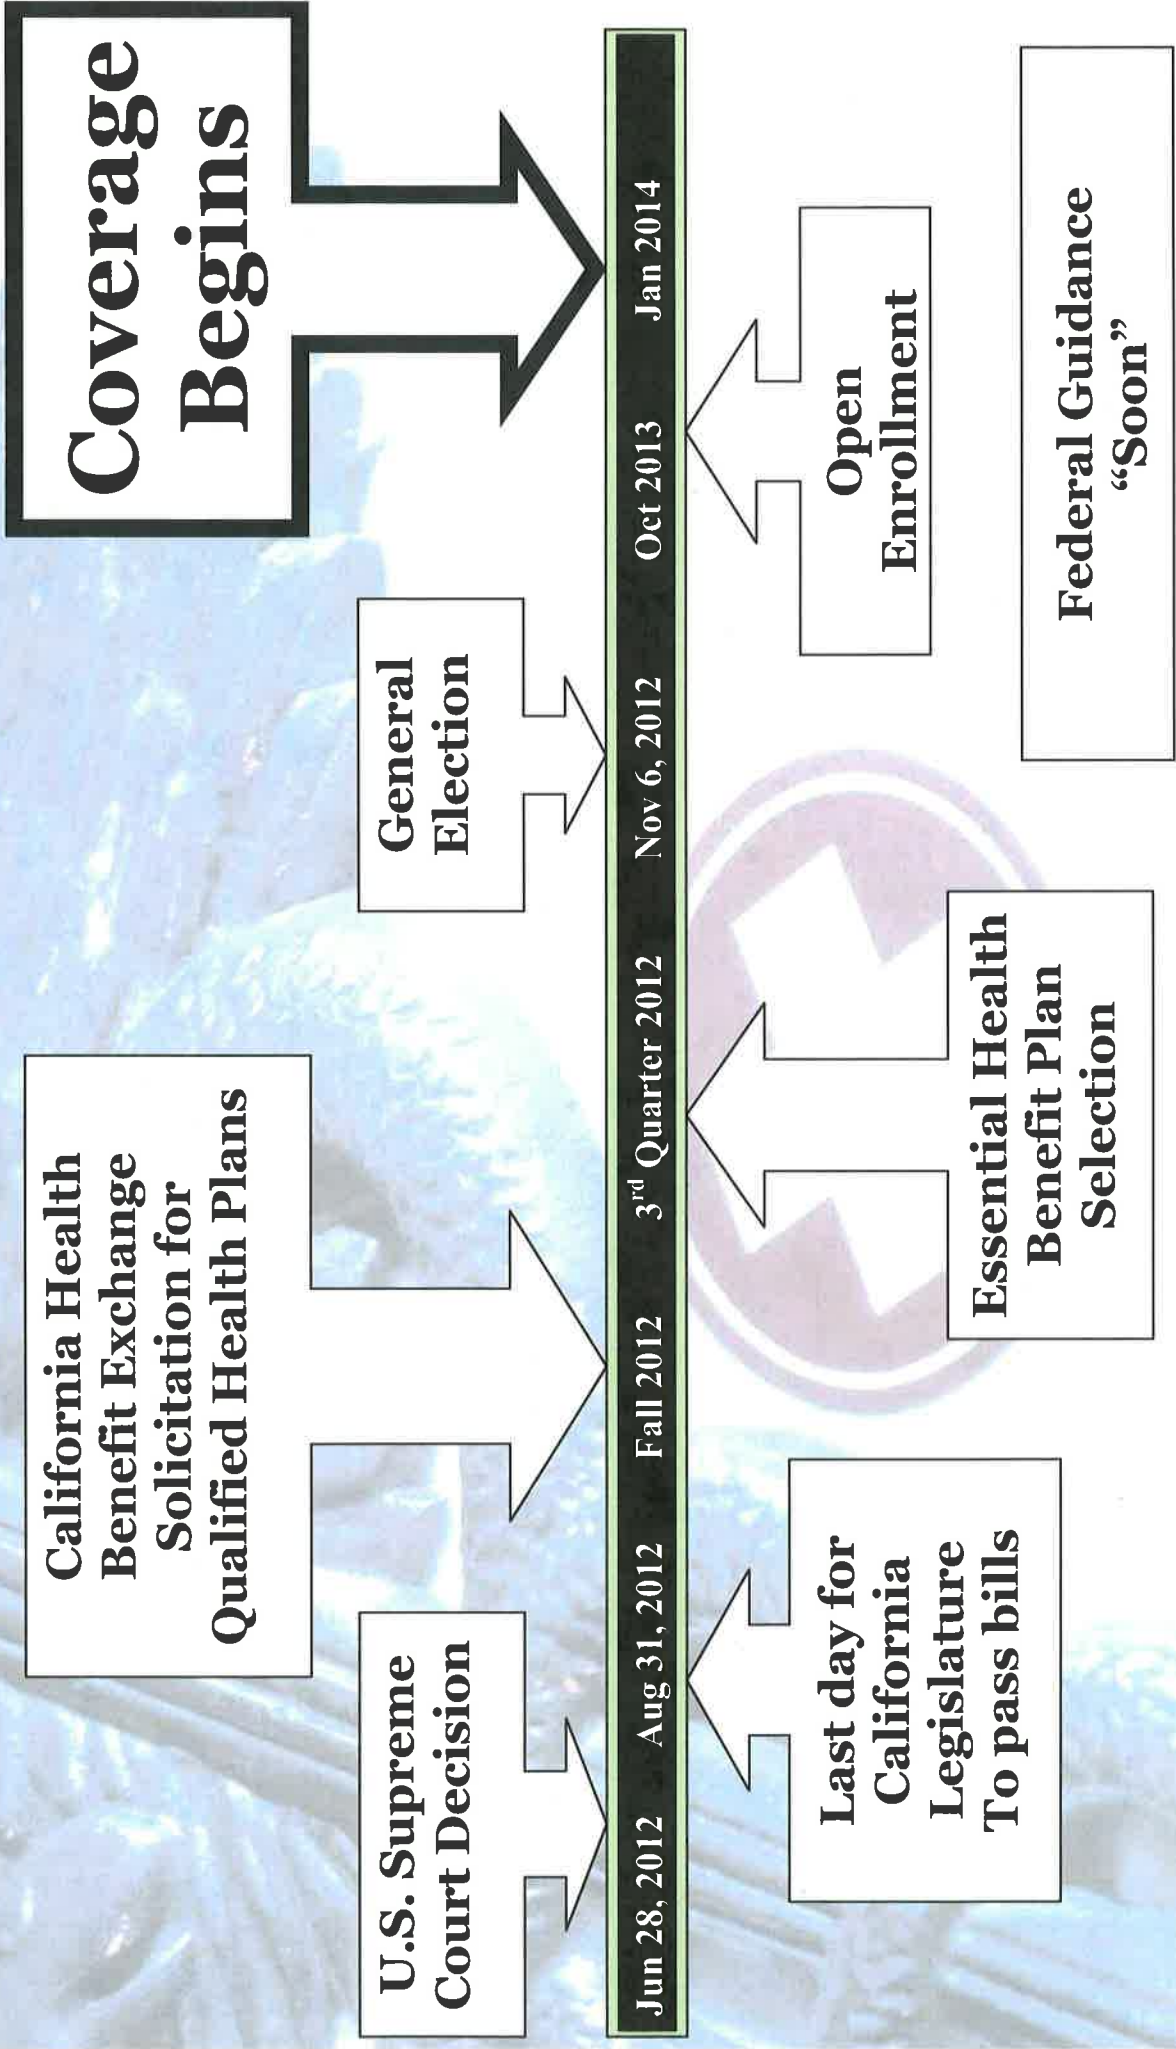 California Health
Benefit Exchange
Solicitation for
Qualified Health Plans
Coverage
Begins
U.S. Supreme
Court Decision
General
Election
Jun 28, 2012 Aug 31, 2012 Fall 2012 3rd Quarter 2012 Nov 6, 2012 Oct 2013 Jan 2014
Last day for
California
Legislature
To pass bills
Essential Health
Benefit Plan
Selection
Open
Enrollment
Federal Guidance
“Soon”